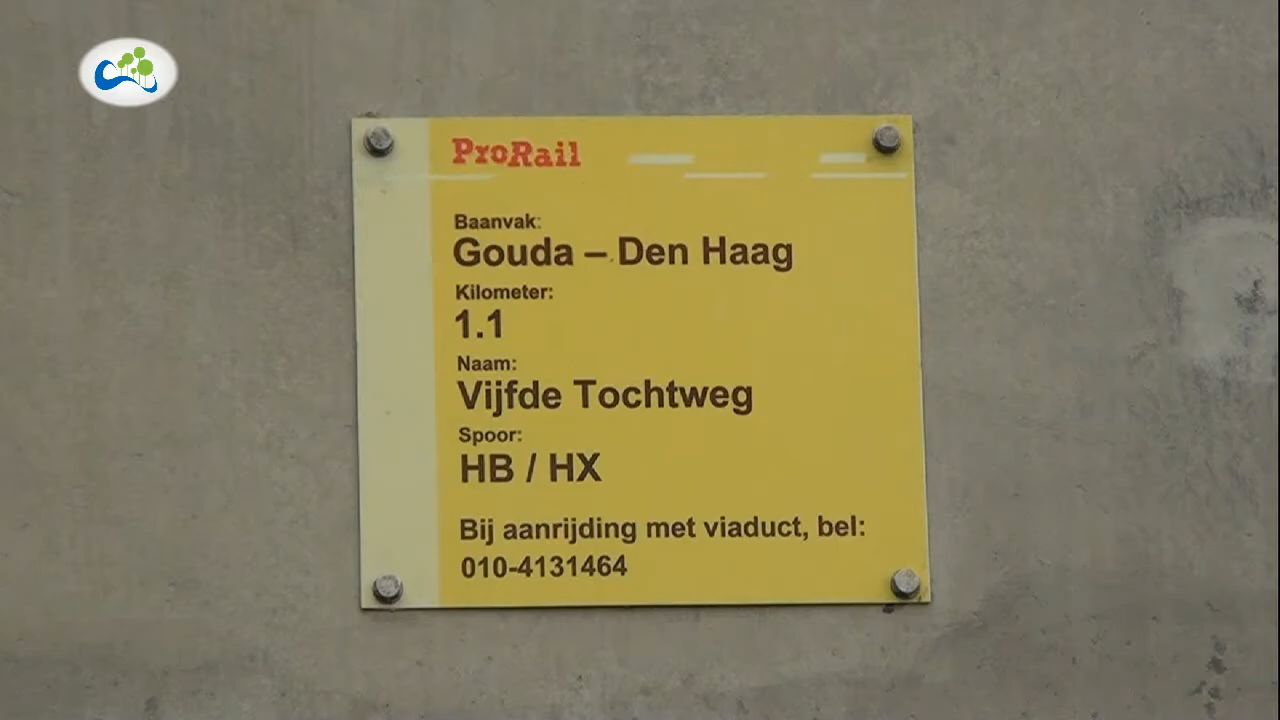 ProRail
Baanvak:
Gouda – Den Haag
Kilometer:
1.1
Naam:
Vijfde Tochtweg
Spoor:
HB / HX
Bij aanrijding met viaduct, bel:
010-4131464